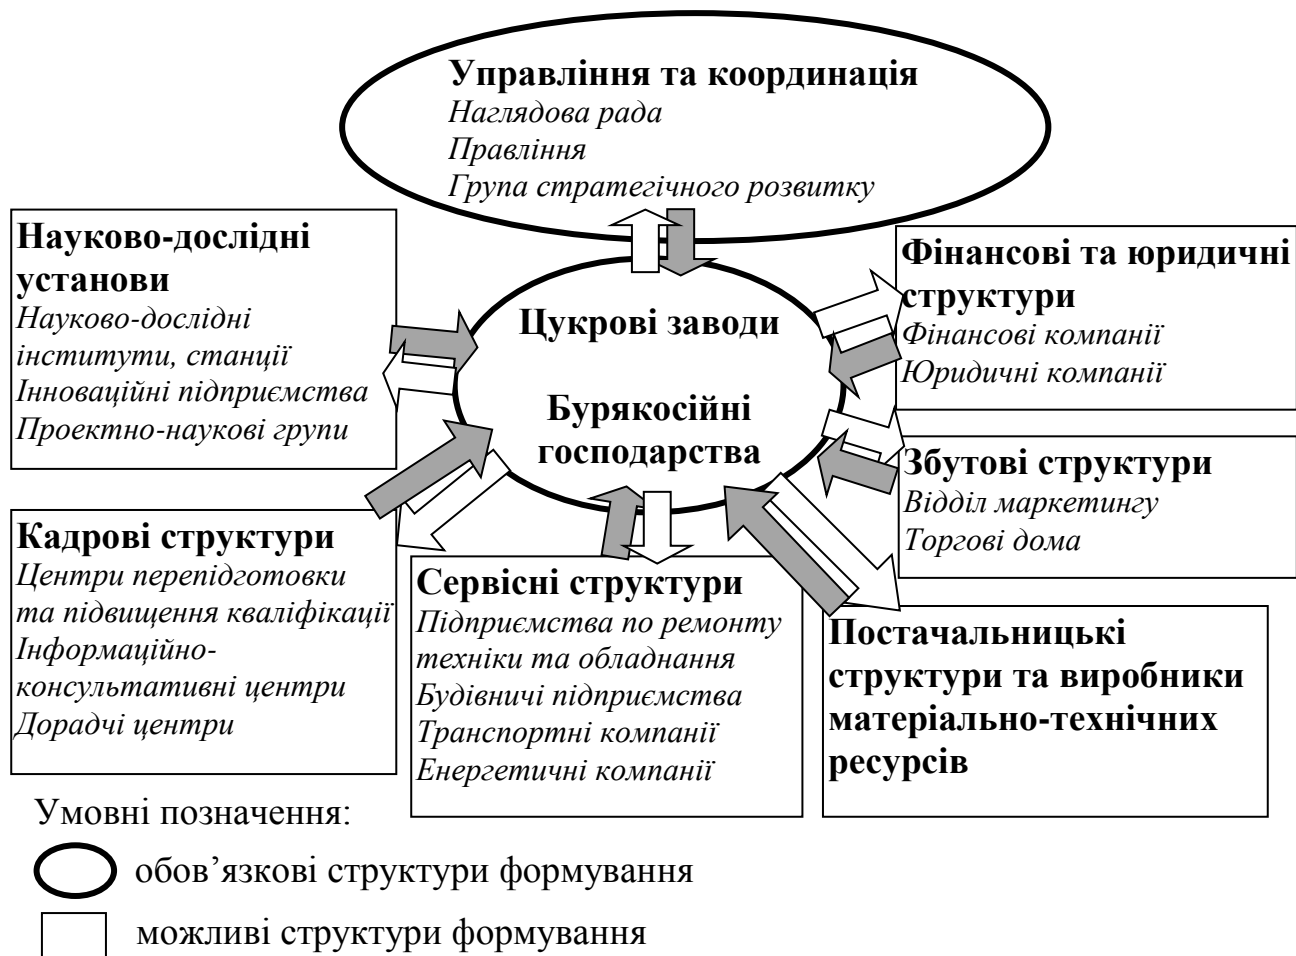 Управління та координація
Наглядова рада
Правління
Група стратегічного розвитку
Науково-дослідні
установи
Науково-дослідні
інститути, станції
Інноваційні підприємства
Проектно-наукові групи
Цукрові заводи
Бурякосійні
господарства
Фінансові та юридичні
структури
Фінансові компанії
Юридичні компанії
Збутові структури
Відділ маркетингу
Торгові дома
Кадрові структури
Центри перепідготовки
та підвищення кваліфікації
Інформаційно-
консультативні центри
Дорадчі центри
Сервісні структури
Підприємства по ремонту
техніки та обладнання
Будівничі підприємства
Транспортні компанії
Енергетичні компанії
Постачальницькі
структури та виробники
матеріально-технічних
ресурсів
Умовні позначення:
обов’язкові структури формування
можливі структури формування